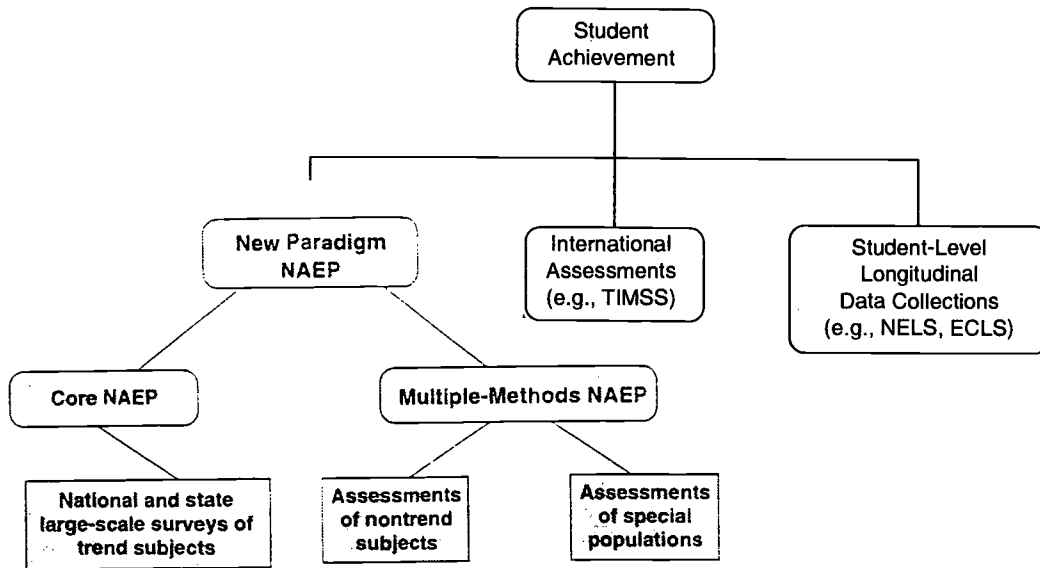 Student
Achievement
New Paradigm
NAEP
International
Assessments
(e.g., TIMSS)
Student-Level
Longitudinal
Data Collections
(e.g., NELS, ECLS)
Core NAEP
Multiple-Methods NAEP
National and state
large-scale surveys of
trend subjects
Assessments
of nontrend
subjects
Assessments
of special
populations